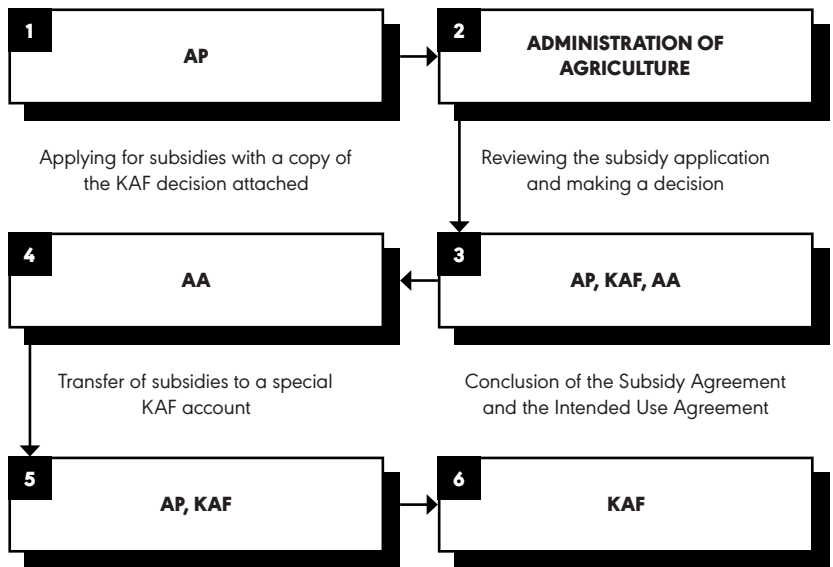 1
AP
2
ADMINISTRATION OF
AGRICULTURE
Applying for subsidies with a copy of
the KAF decision attached
Reviewing the subsidy application
and making a decision
3
AP, KAF, AA
4
AA
Conclusion of the Subsidy Agreement
and the Intended Use Agreement
Transfer of subsidies to a special
KAF account
5
AP, KAF
6
KAF